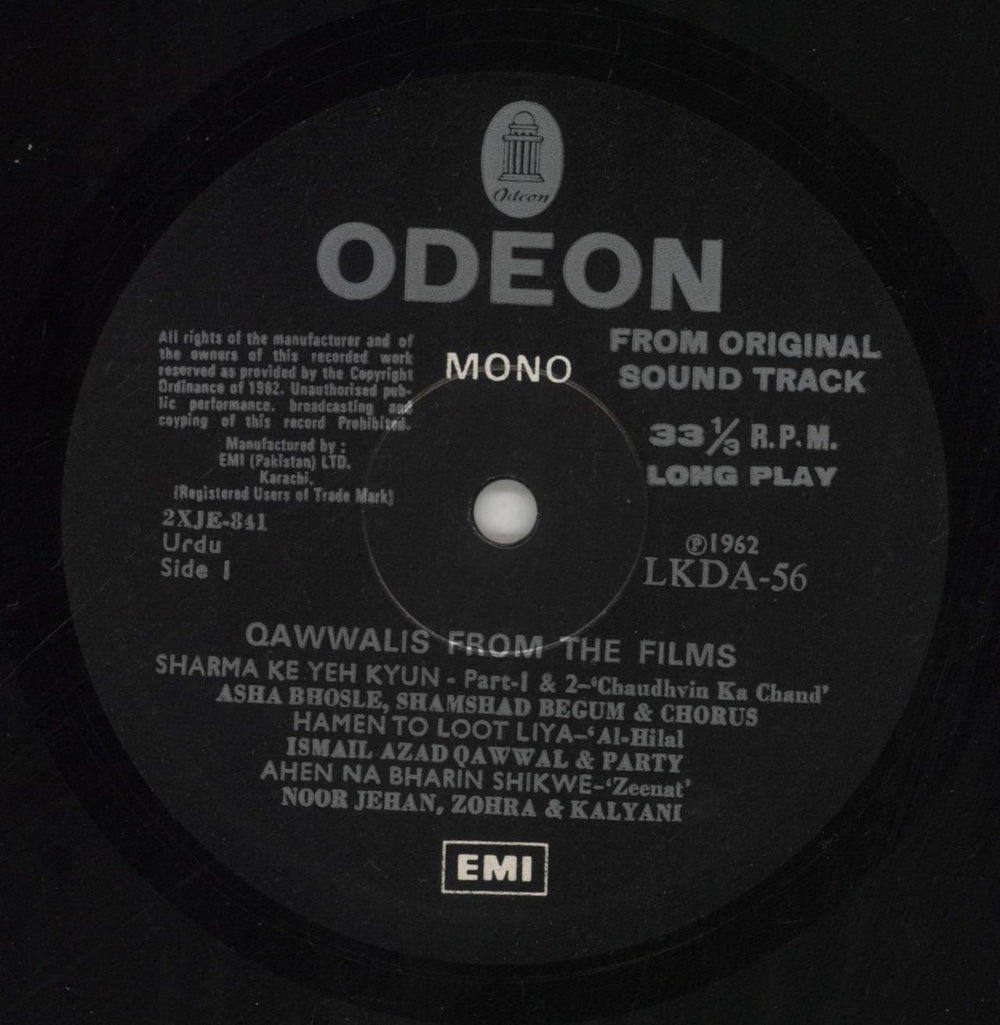 Odeon
ODEON
All rights of the manufacturer and of
the owners of this recorded work
reserved as provided by the Copyright
Ordinance of 1962. Unauthorised pub-
lic performance. broadcasting and
coyping of this record Prohibited.
Manufactured by :
EMI (Pakistan) LTD.
Karachi.
(Registered Users of Trade Mark)
2XJE-341
Urdu
Side 1
MONO
FROM ORIGINAL
SOUND TRACK
33 1/3 R.P.M.
LONG PLAY
℗1962
LKDA-56
QAWWALIS FROM THE FILMS
SHARMA KE YEH KYUN - Part-1 & 2–‘Chaudhvin Ka Chand’
ASHA BHOSLE, SHAMSHAD BEGUM & CHORUS
HAMEN TO LOOT LIYA–‘Al-Hilal
ISMAIL AZAD QAWWAL & PARTY
AHEN NA BHARIN SHIKWE–‘Zeenat’
NOOR JEHAN, ZOHRA & KALYANI
EMI